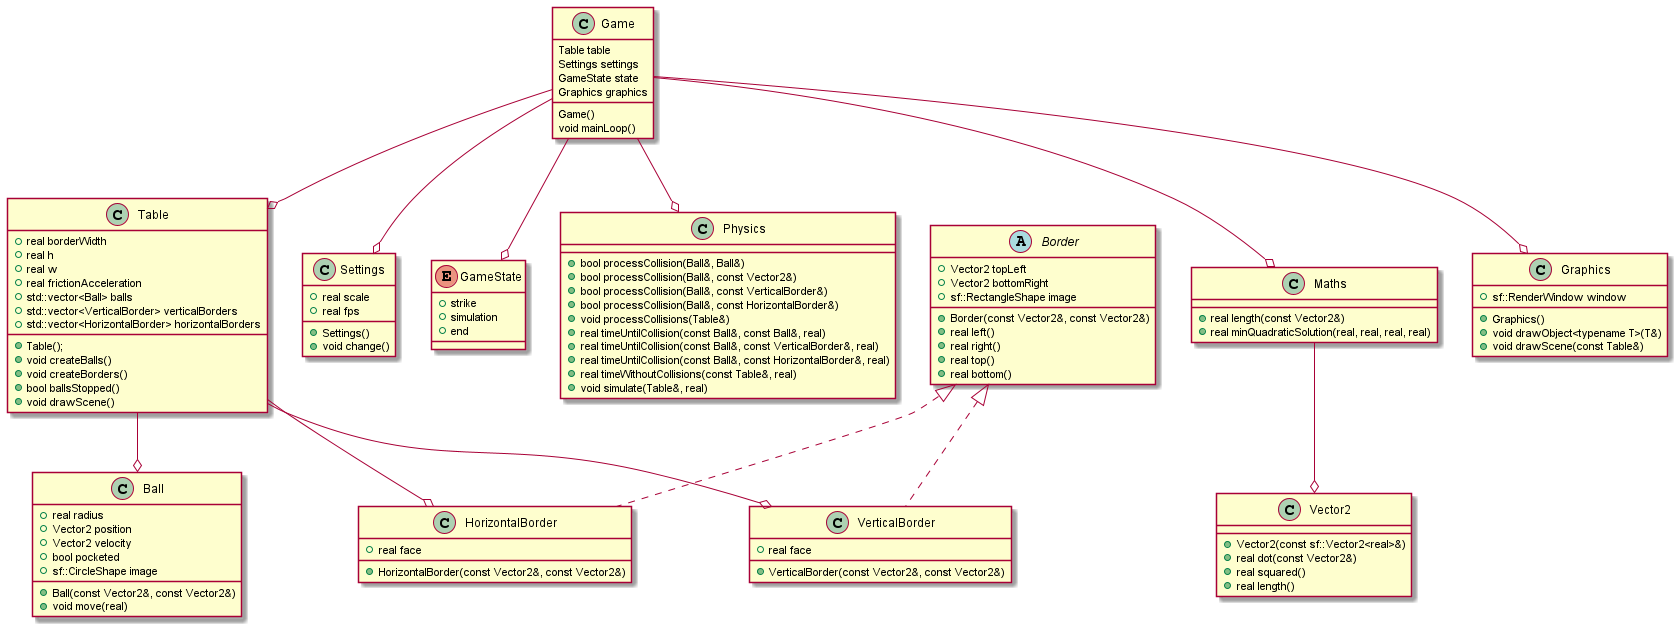 C Game
Table table
Settings settings
GameState state
Graphics graphics
Game()
void mainLoop()
C Table
real borderWidth
real h
real w
real frictionAcceleration
std::vector<Ball> balls
std::vector<VerticalBorder> verticalBorders
std::vector<HorizontalBorder> horizontalBorders
Table();
void createBalls()
void createBorders()
bool ballsStopped()
void drawScene()
C Settings
real scale
real fps
Settings()
void change()
E GameState
strike
simulation
end
C Physics
bool processCollision(Ball&, Ball&)
bool processCollision(Ball&, const Vector2&)
bool processCollision(Ball&, const VerticalBorder&)
bool processCollision(Ball&, const HorizontalBorder&)
void processCollisions(Table&)
real timeUntilCollision(const Ball&, const Ball&, real)
real timeUntilCollision(const Ball&, const VerticalBorder&, real)
real timeUntilCollision(const Ball&, const HorizontalBorder&, real)
real timeWithoutCollisions(const Table&, real)
void simulate(Table&, real)
A Border
Vector2 topLeft
Vector2 bottomRight
sf::RectangleShape image
Border(const Vector2&, const Vector2&)
real left()
real right()
real top()
real bottom()
C Maths
real length(const Vector2&)
real minQuadraticSolution(real, real, real, real)
C Graphics
sf::RenderWindow window
Graphics()
void drawObject<typename T>(T&)
void drawScene(const Table&)
C Ball
real radius
Vector2 position
Vector2 velocity
bool pocketed
sf::CircleShape image
Ball(const Vector2&, const Vector2&)
void move(real)
C HorizontalBorder
real face
HorizontalBorder(const Vector2&, const Vector2&)
C VerticalBorder
real face
VerticalBorder(const Vector2&, const Vector2&)
C Vector2
Vector2(const sf::Vector2<real>&)
real dot(const Vector2&)
real squared()
real length()